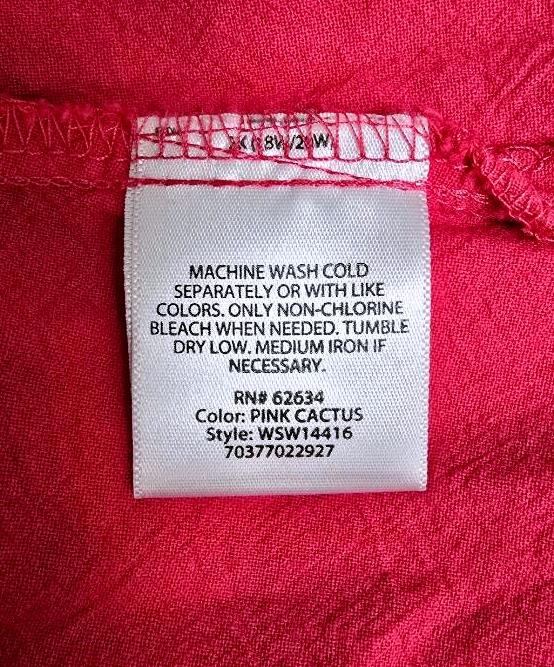 MACHINE WASH COLD
SEPARATELY OR WITH LIKE
COLORS. ONLY NON-CHLORINE
BLEACH WHEN NEEDED. TUMBLE
DRY LOW. MEDIUM IRON IF
NECESSARY.
RN# 62634
Color: PINK CACTUS
Style: WSW14416
70377022927